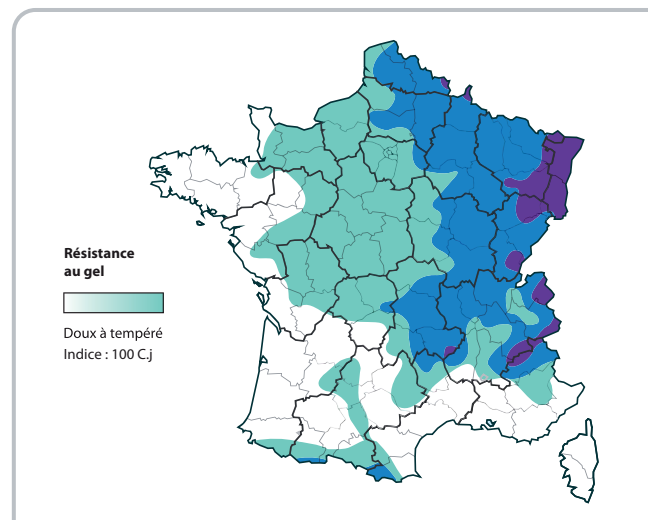 Résistance
au gel
Doux à tempéré
Indice : 100 C.j